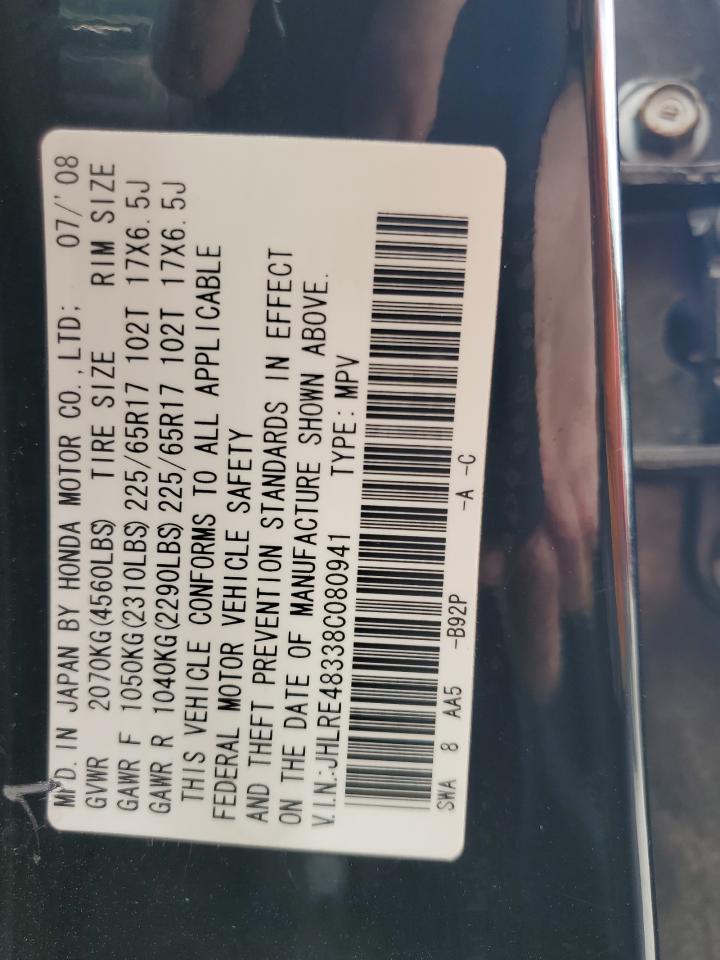 MFD. IN JAPAN BY HONDA MOTOR CO.,LTD; 07/'08
GVWR 2070KG(4560LBS) TIRE SIZE RIM SIZE
GAWR F 1050KG(2310LBS) 225/65R17 102T 17X6.5J
GAWR R 1040KG(2290LBS) 225/65R17 102T 17X6.5J
THIS VEHICLE CONFORMS TO ALL APPLICABLE
FEDERAL MOTOR VEHICLE SAFETY
AND THEFT PREVENTION STANDARDS IN EFFECT
ON THE DATE OF MANUFACTURE SHOWN ABOVE.
V.I.N.:JHLRE48338C080941 TYPE: MPV
SWA 8 AA5 -B92P -A -C